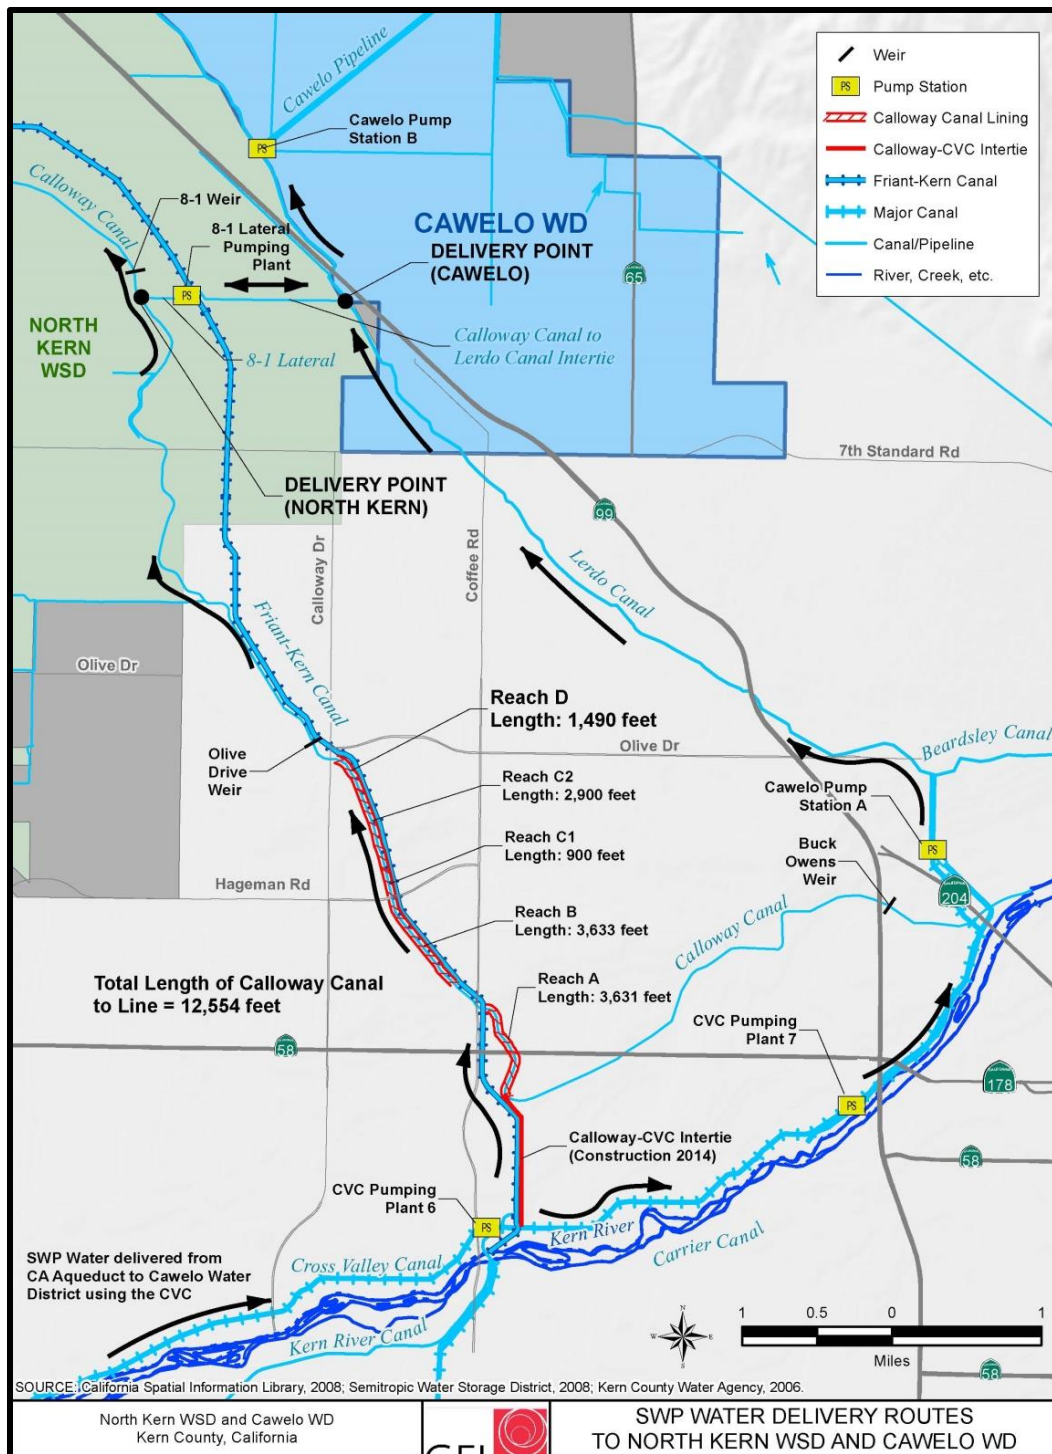 Weir
PS
Pump Station
Calloway Canal Lining
Calloway-CVC Intertie
Friant-Kern Canal
Major Canal
Canal/Pipeline
River, Creek, etc.
Cawelo Pipeline
Cawelo Pump
Station B
PS
Calloway Canal
8-1 Weir
8-1 Lateral
Pumping
Plant
PS
CAWELO WD
DELIVERY POINT
(CAWELO)
65
NORTH
KERN
WSD
8-1 Lateral
Calloway Canal to
Lerdo Canal Intertie
7th Standard Rd
DELIVERY POINT
(NORTH KERN)
99
Calloway Dr
Coffee Rd
Lerdo Canal
Friant-Kern Canal
Olive Dr
Reach D
Length: 1,490 feet
Olive Dr
Beardsley Canal
Olive
Drive
Weir
Reach C2
Length: 2,900 feet
Cawelo Pump
Station A
PS
Reach C1
Length: 900 feet
Buck
Owens
Weir
Hageman Rd
204
Reach B
Length: 3,633 feet
Calloway Canal
Total Length of Calloway Canal
to Line = 12,554 feet
Reach A
Length: 3,631 feet
CVC Pumping
Plant 7
58
178
PS
Calloway-CVC Intertie
(Construction 2014)
58
CVC Pumping
Plant 6
PS
Kern River
Carrier Canal
SWP Water delivered from
CA Aqueduct to Cawelo Water
District using the CVC
Cross Valley Canal
Kern River Canal
N
W
E
S
1 0.5 0 1
Miles
58
SOURCE: California Spatial Information Library, 2008; Semitropic Water Storage District, 2008; Kern County Water Agency, 2006.
North Kern WSD and Cawelo WD
Kern County, California
GEI
SWP WATER DELIVERY ROUTES
TO NORTH KERN WSD AND CAWELO WD